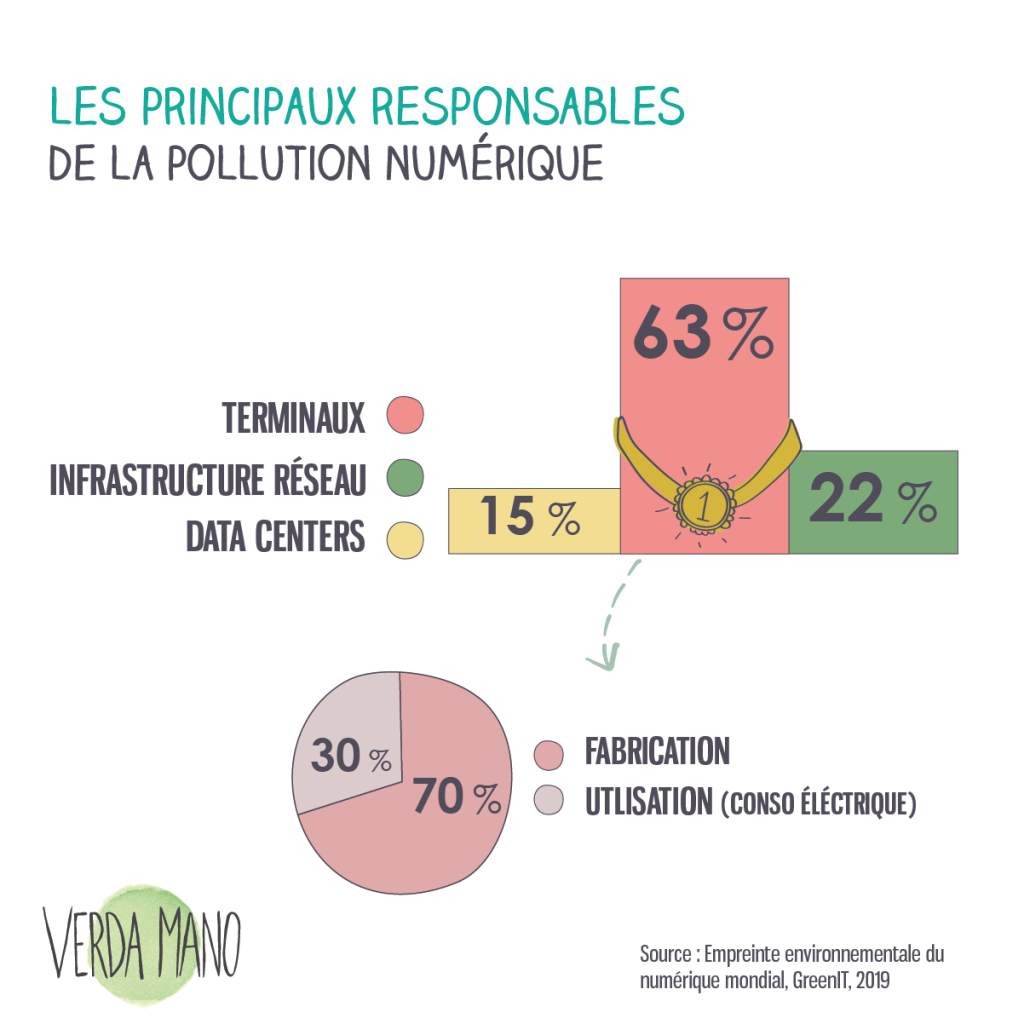 LES PRINCIPAUX RESPONSABLES
DE LA POLLUTION NUMÉRIQUE
63 %
TERMINAUX
INFRASTRUCTURE RÉSEAU
DATA CENTERS
15 %
1
22 %
30 %
70 %
FABRICATION
UTLISATION (CONSO ÉLÉCTRIQUE)
VERDA MANO
Source : Empreinte environnementale du
numérique mondial, GreenIT, 2019